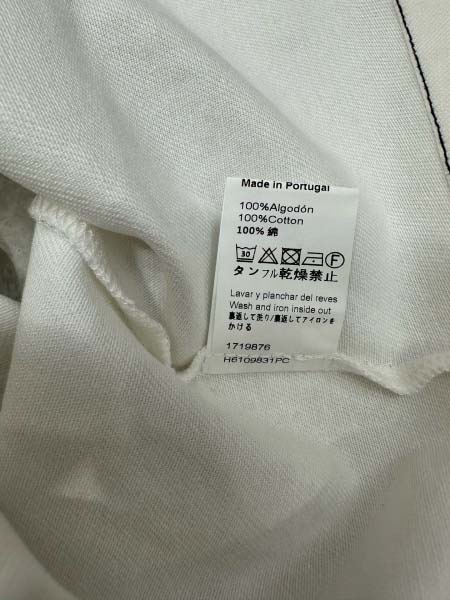 Made in Portugal
100%Algodón
100%Cotton
100% 綿
30 F
タンブル乾燥禁止
Lavar y planchar del reves
Wash and iron inside out
裏返して洗り/裏返してアイロンを
かける
1719876
H6109831PC